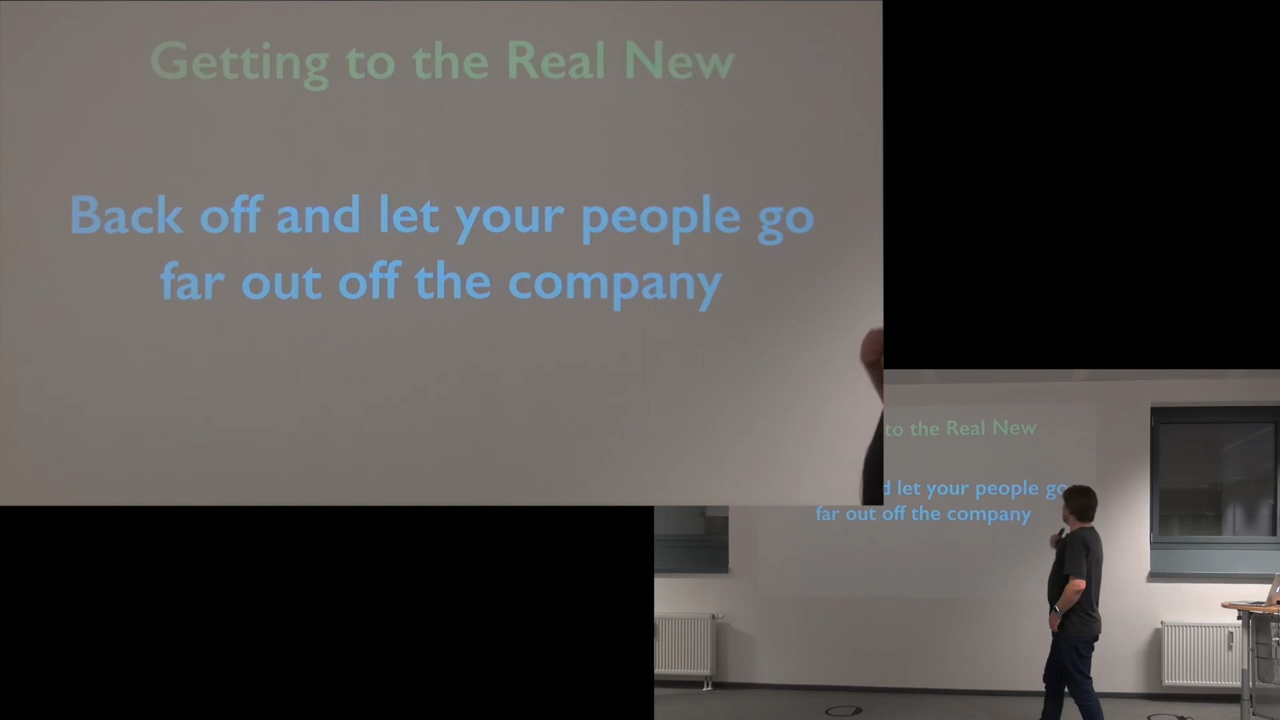 Getting to the Real New
Back off and let your people go
far out off the company
to the Real New
d let your people go
far out off the company